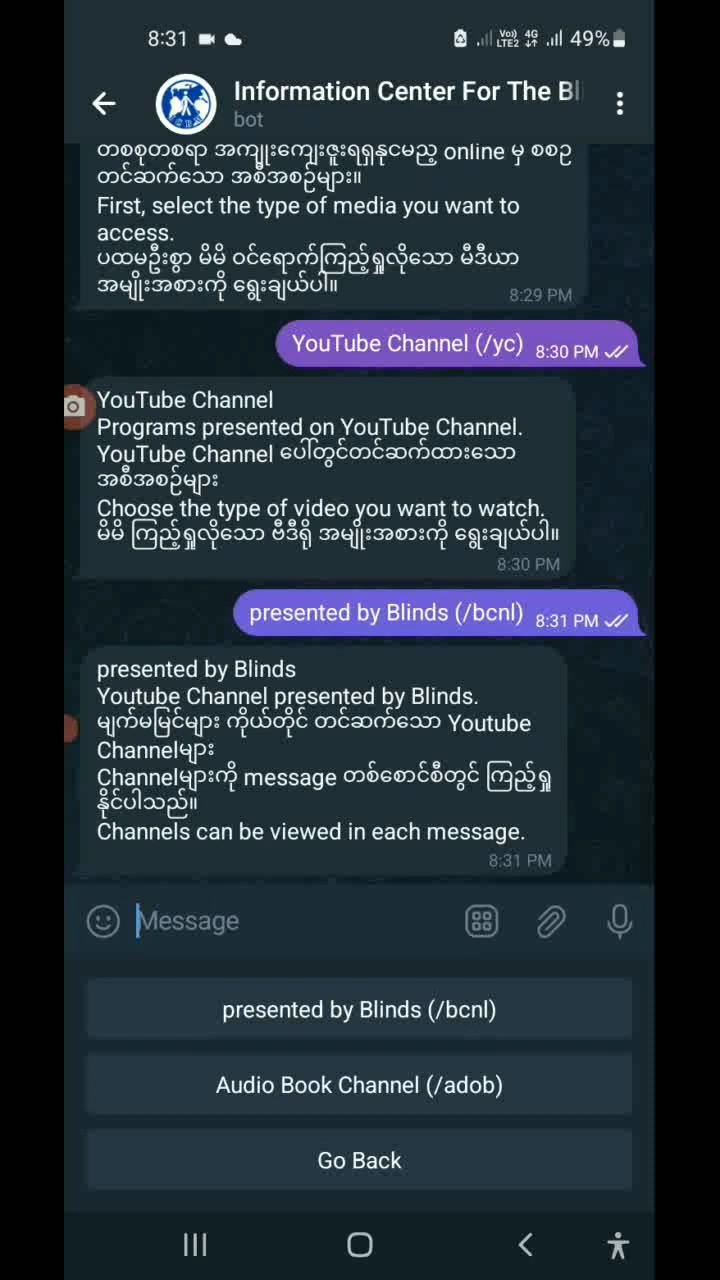 8:31
Vo))
LTE2
4G
49%
Information Center For The Bl
bot
တစ်စုံတစ်ရာ အကျိုးကျေးဇူးရရှိနိုင်မည့် online မှ စီစဉ်
တင်ဆက်သော အစီအစဉ်များ။
First, select the type of media you want to
access.
ပထမဦးစွာ မိမိ ဝင်ရောက်ကြည့်ရှုလိုသော မီဒီယာ
အမျိုးအစားကို ရွေးချယ်ပါ။
8:29 PM
YouTube Channel (/yc)
8:30 PM
YouTube Channel
Programs presented on YouTube Channel.
YouTube Channel ပေါ်တွင်တင်ဆက်ထားသော
အစီအစဉ်များ
Choose the type of video you want to watch.
မိမိ ကြည့်ရှုလိုသော ဗီဒီရို အမျိုးအစားကို ရွေးချယ်ပါ။
8:30 PM
presented by Blinds (/bcnl)
8:31 PM
presented by Blinds
Youtube Channel presented by Blinds.
မျက်မမြင်များ ကိုယ်တိုင် တင်ဆက်သော Youtube
Channelများ
Channelများကို message တစ်စောင်စီတွင် ကြည့်ရှု
နိုင်ပါသည်။
Channels can be viewed in each message.
8:31 PM
Message
presented by Blinds (/bcnl)
Audio Book Channel (/adob)
Go Back